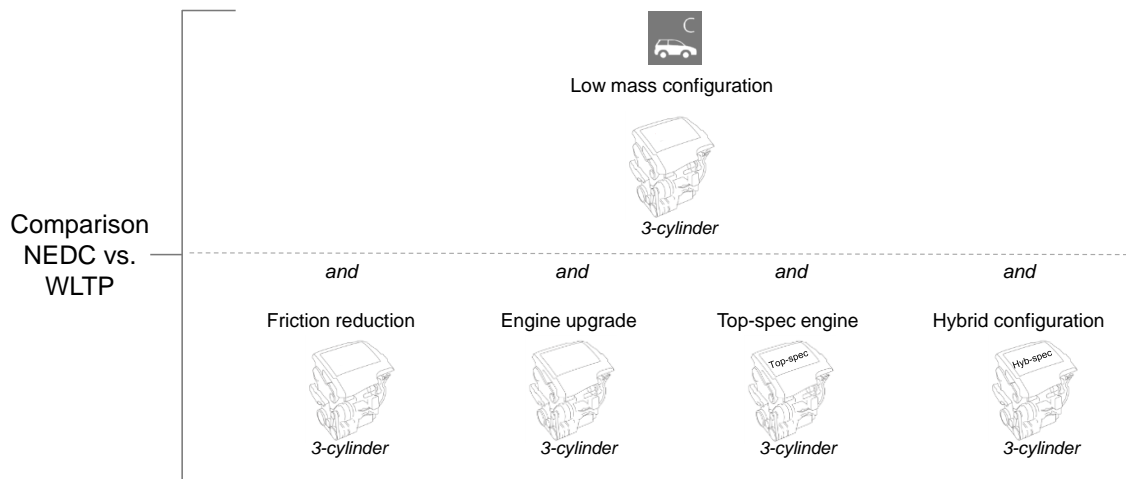 C
Low mass configuration
3-cylinder
Comparison
NEDC vs.
WLTP
and and and and
Friction reduction Engine upgrade Top-spec engine Hybrid configuration
Top-spec Hyb-spec
3-cylinder 3-cylinder 3-cylinder 3-cylinder